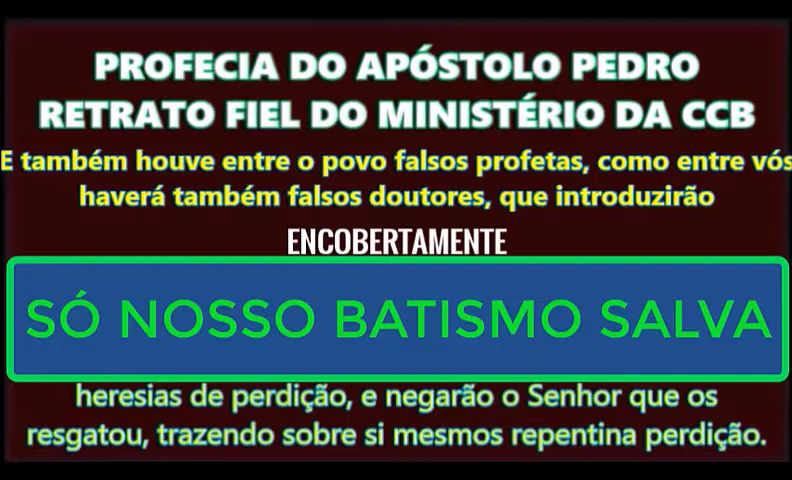 PROFECIA DO APÓSTOLO PEDRO
RETRATO FIEL DO MINISTÉRIO DA CCB
E também houve entre o povo falsos profetas, como entre vós
haverá também falsos doutores, que introduzirão
ENCOBERTAMENTE
SÓ NOSSO BATISMO SALVA
heresias de perdição, e negarão o Senhor que os
resgatou, trazendo sobre si mesmos repentina perdição.